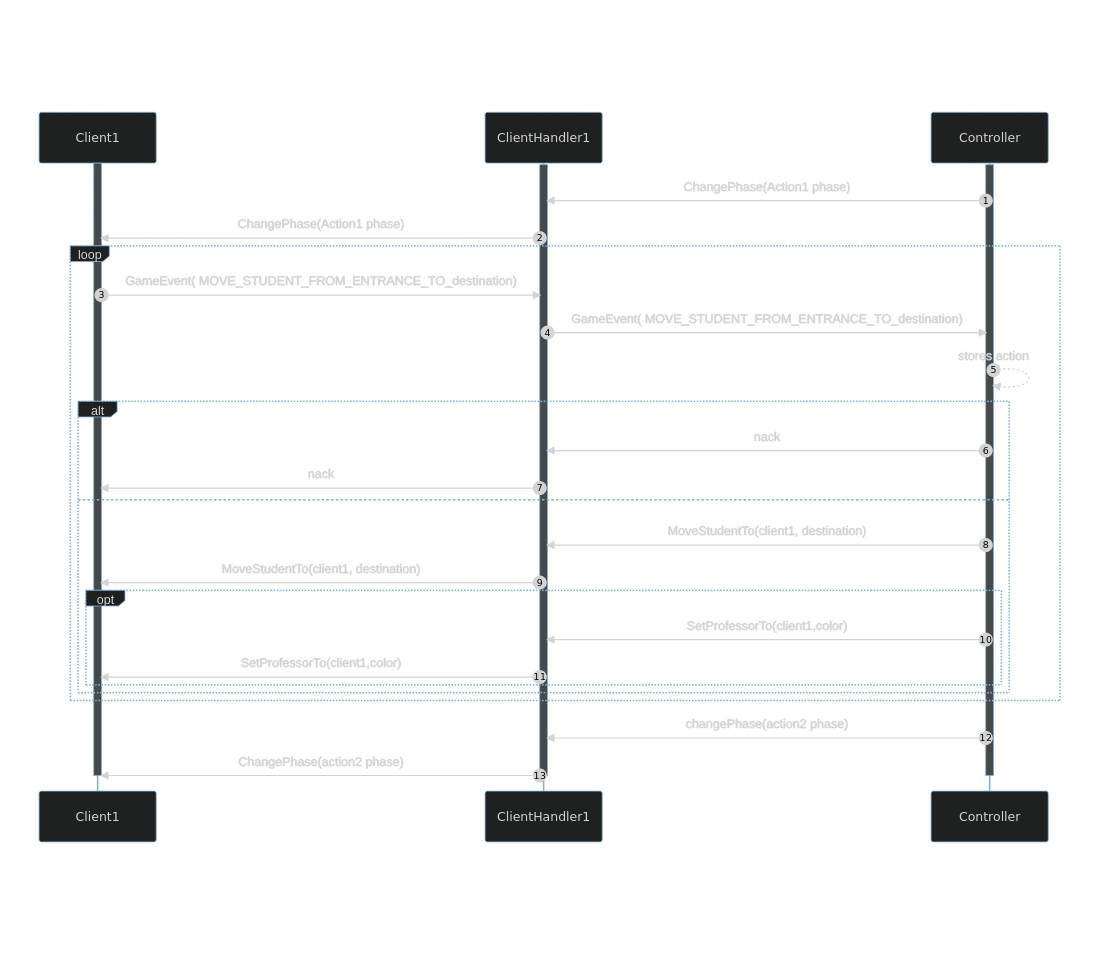 Client1
ClientHandler1
Controller
ChangePhase(Action1 phase)
1
ChangePhase(Action1 phase)
2
loop
GameEvent( MOVE_STUDENT_FROM_ENTRANCE_TO_destination)
3
GameEvent( MOVE_STUDENT_FROM_ENTRANCE_TO_destination)
4
stores action
5
alt
nack
6
nack
7
MoveStudentTo(client1, destination)
8
MoveStudentTo(client1, destination)
9
opt
SetProfessorTo(client1,color)
10
SetProfessorTo(client1,color)
11
changePhase(action2 phase)
12
ChangePhase(action2 phase)
13
Client1
ClientHandler1
Controller